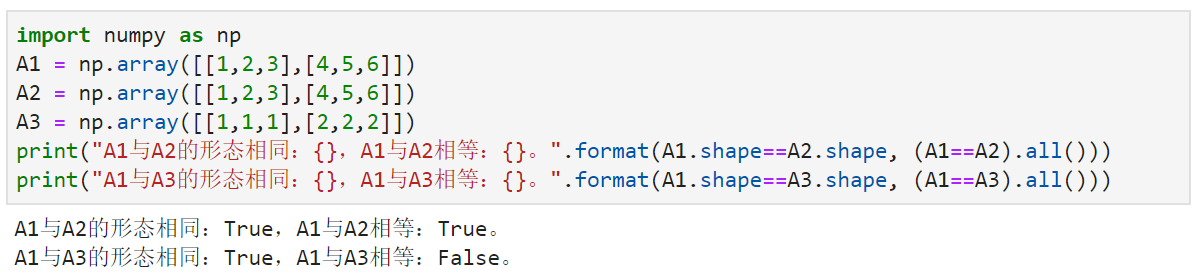 import numpy as np
A1 = np.array([[1,2,3],[4,5,6]])
A2 = np.array([[1,2,3],[4,5,6]])
A3 = np.array([[1,1,1],[2,2,2]])
print("A1与A2的形态相同：{}，A1与A2相等：{}。".format(A1.shape==A2.shape, (A1==A2).all()))
print("A1与A3的形态相同：{}，A1与A3相等：{}。".format(A1.shape==A3.shape, (A1==A3).all()))
A1与A2的形态相同：True，A1与A2相等：True。
A1与A3的形态相同：True，A1与A3相等：False。